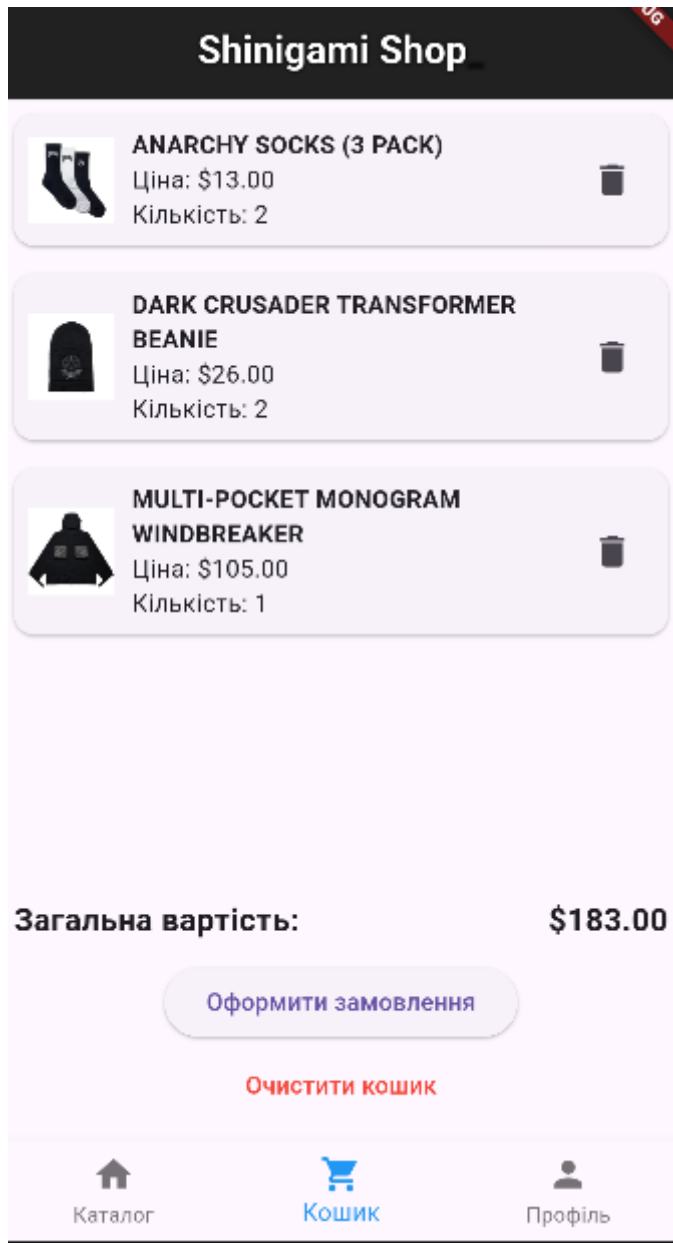 Shinigami Shop_
ANARCHY SOCKS (3 PACK)
Ціна: $13.00
Кількість: 2
DARK CRUSADER TRANSFORMER
BEANIE
Ціна: $26.00
Кількість: 2
MULTI-POCKET MONOGRAM
WINDBREAKER
Ціна: $105.00
Кількість: 1
Загальна вартість: $183.00
Оформити замовлення
Очистити кошик
Каталог Кошик Профіль